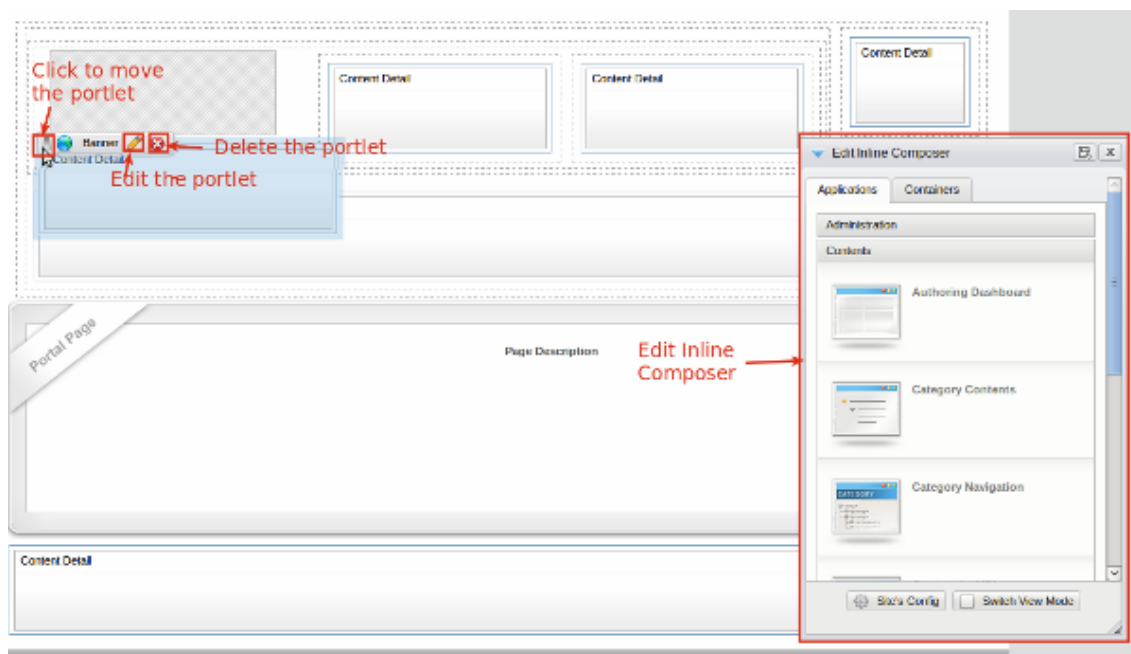 Content Detail
Click to move
the portlet
Content Detail
Content Detail
Banner
Delete the portlet
Content Detail
Edit the portlet
Edit Inline Composer
Applications
Containers
Administration
Contents
Authoring Dashboard
Portal Page
Page Description
Edit Inline
Composer
Category Contents
CATEGORY
Category Navigation
Content Detail
Site's Config
Switch View Mode